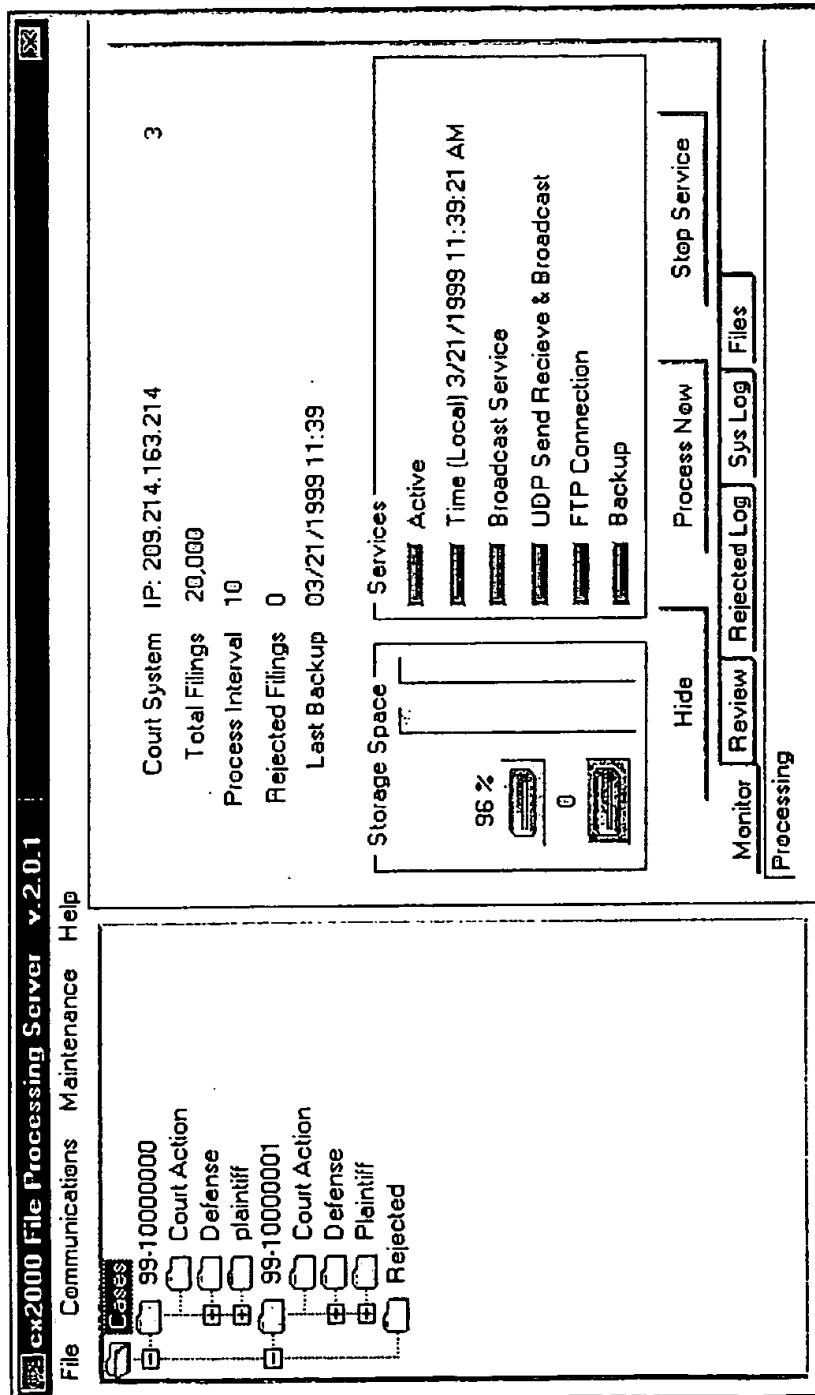 cx2000 File Processing Server v.2.0.1
File Communications Maintenance Help
Cases
99-10000000
Court Action
Defense
plaintiff
99-10000001
Court Action
Defense
Plaintiff
Rejected
Court System IP: 209.214.163.214 3
Total Filings 20,000
Process Interval 10
Rejected Filings 0
Last Backup 03/21/1999 11:39
Storage Space
96 %
0
Services
Active
Time (Local) 3/21/1999 11:39:21 AM
Broadcast Service
UDP Send Recieve & Broadcast
FTP Connection
Backup
Hide Process Now Stop Service
Monitor Review Rejected Log Sys Log Files
Processing